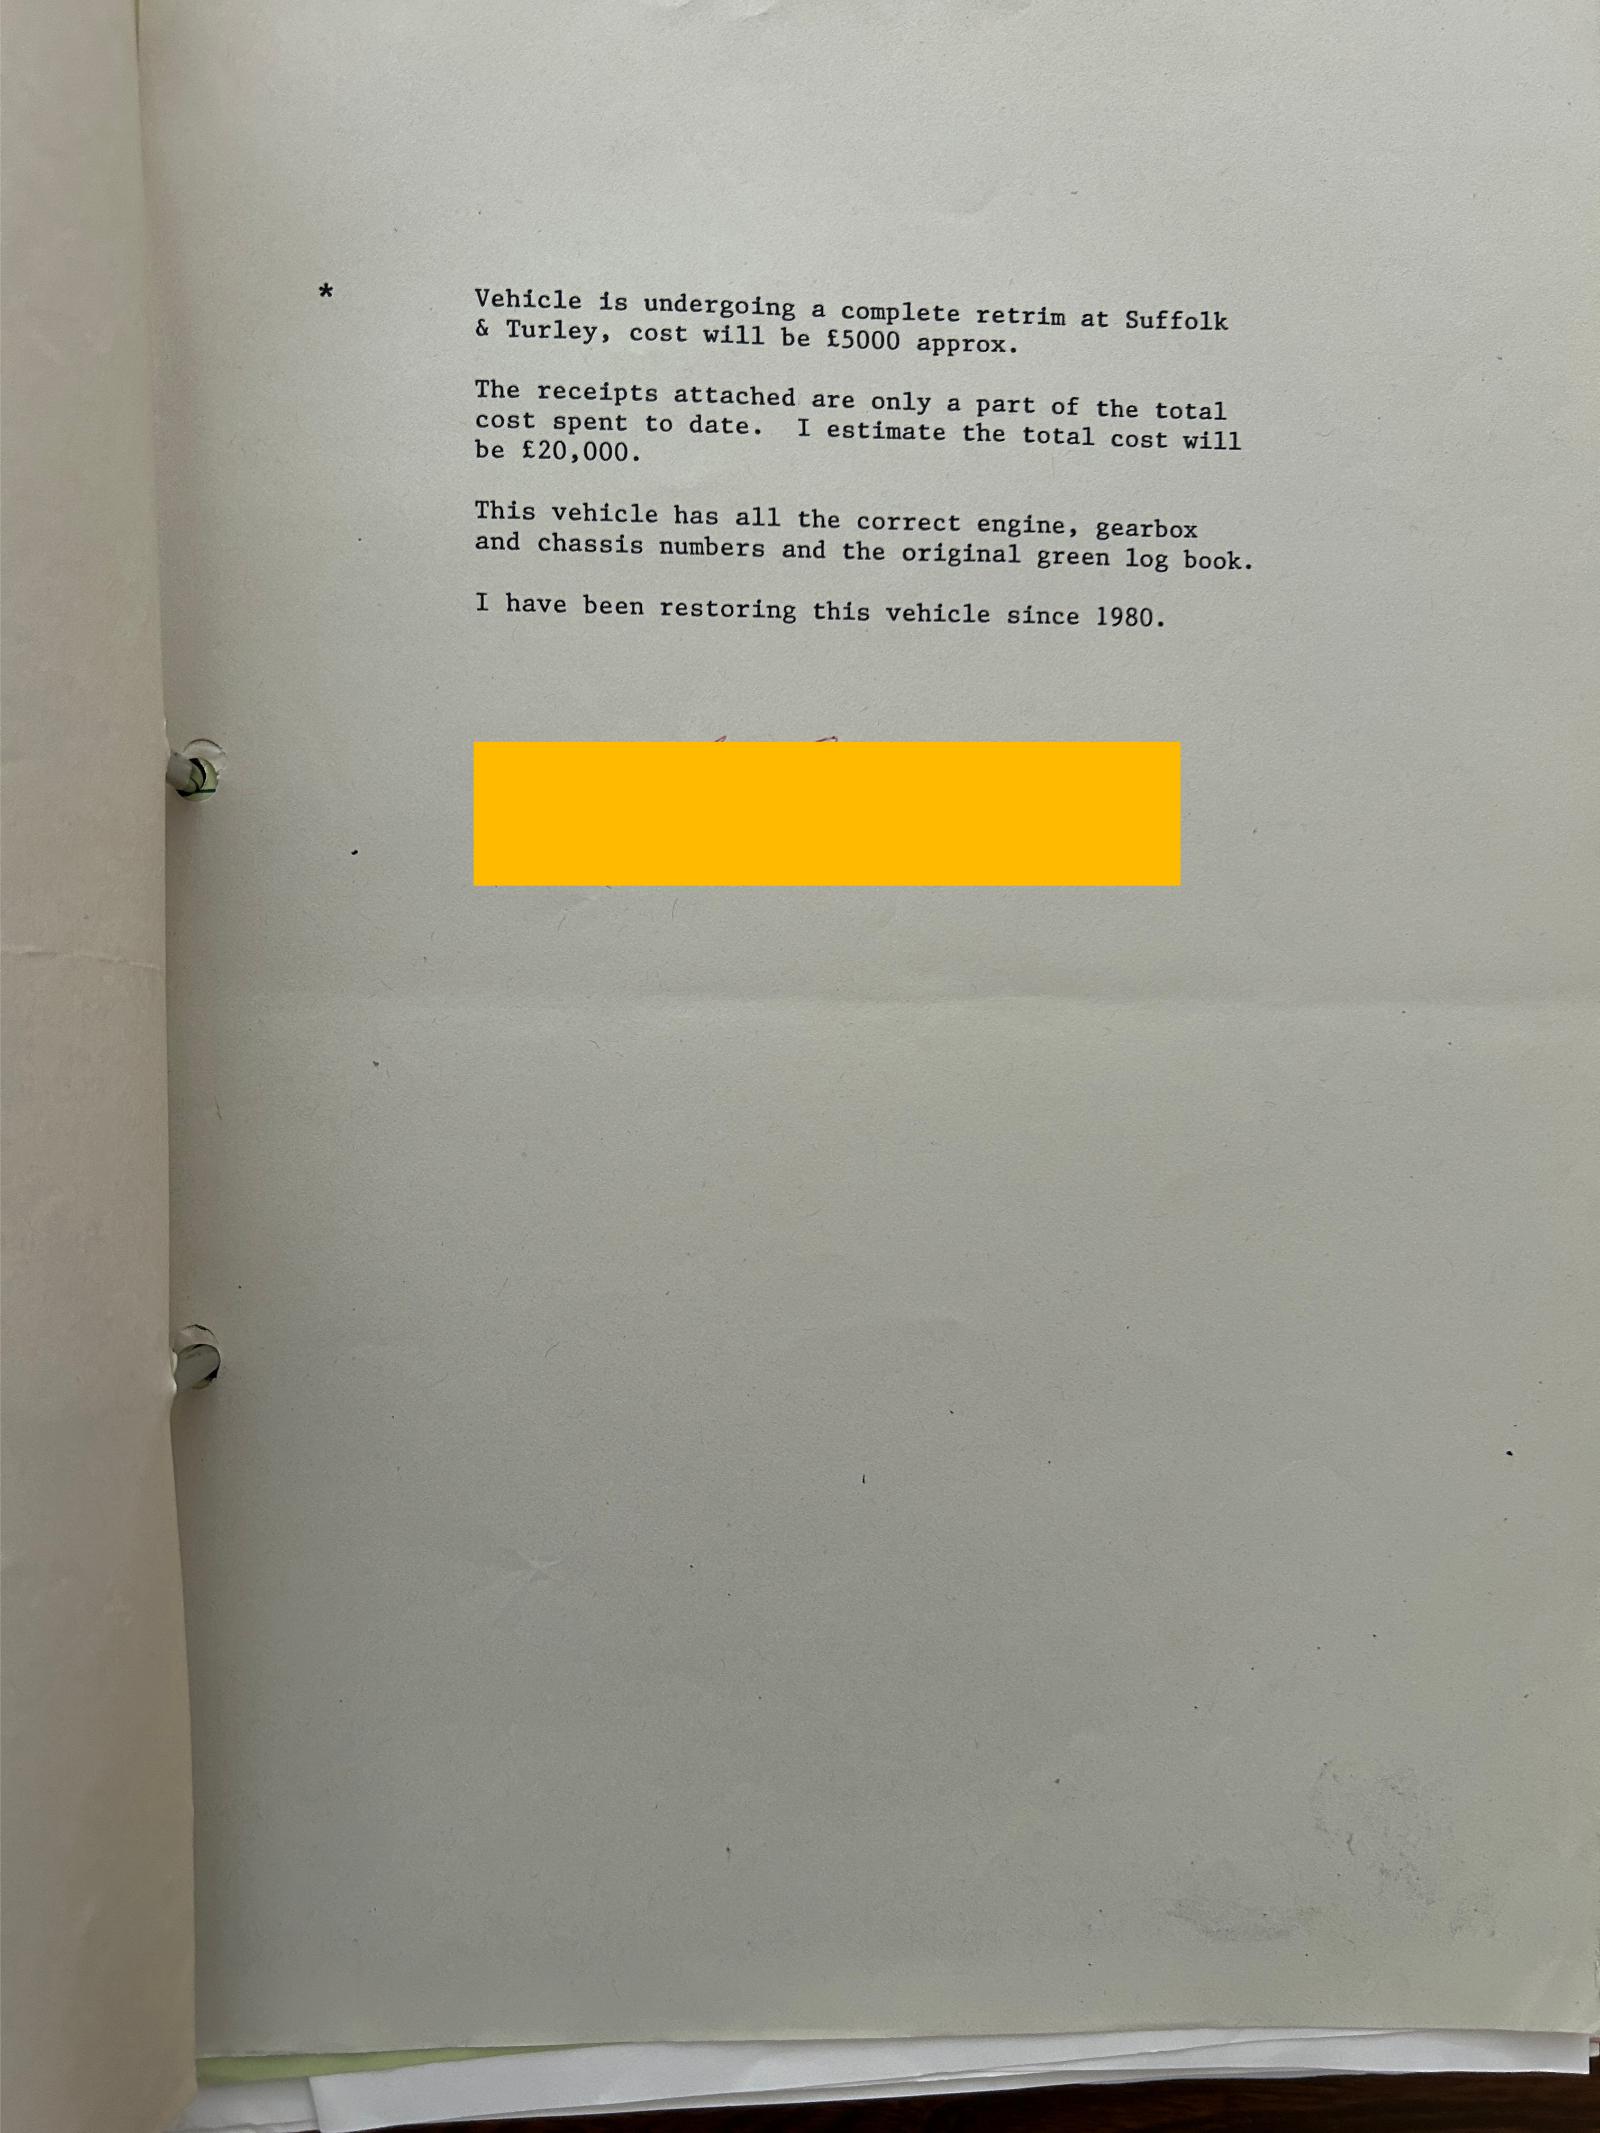 * Vehicle is undergoing a complete retrim at Suffolk
& Turley, cost will be £5000 approx.
The receipts attached are only a part of the total
cost spent to date. I estimate the total cost will
be £20,000.
This vehicle has all the correct engine, gearbox
and chassis numbers and the original green log book.
I have been restoring this vehicle since 1980.